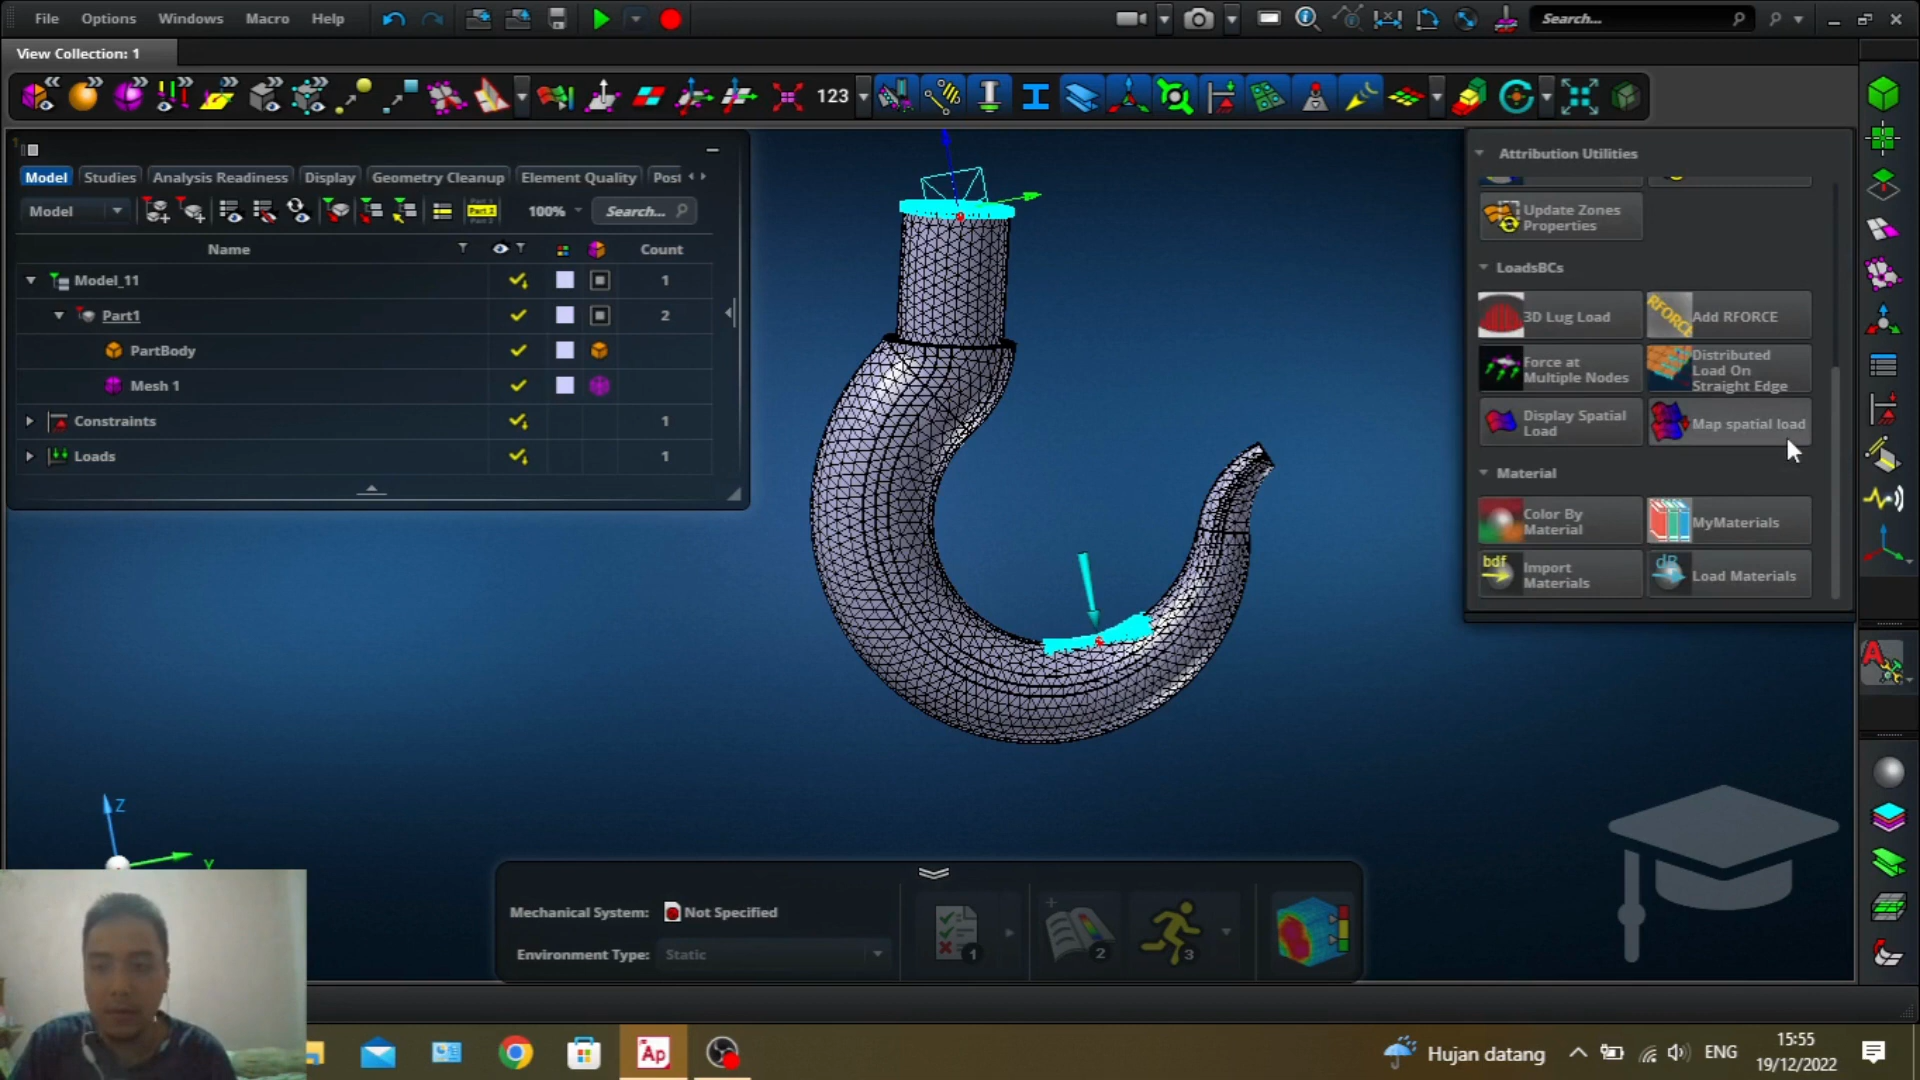 File Options Windows Macro Help
Search...
View Collection: 1
123
Model Studies Analysis Readiness Display Geometry Cleanup Element Quality Post
Model 100% Search...
Name Count
Model_11 1
Part1 2
PartBody
Mesh 1
Constraints 1
Loads 1
Attribution Utilities
Update Zones
Properties
LoadsBCs
3D Lug Load
RFORCE
Add RFORCE
Force at
Multiple Nodes
Distributed
Load On
Straight Edge
Display Spatial
Load
Map spatial load
Material
Color By
Material
MyMaterials
bdf
Import
Materials
Load Materials
Z
Y
Mechanical System: Not Specified
Environment Type: Static
1
2
3
Ap
Hujan datang
ENG
15:55
19/12/2022